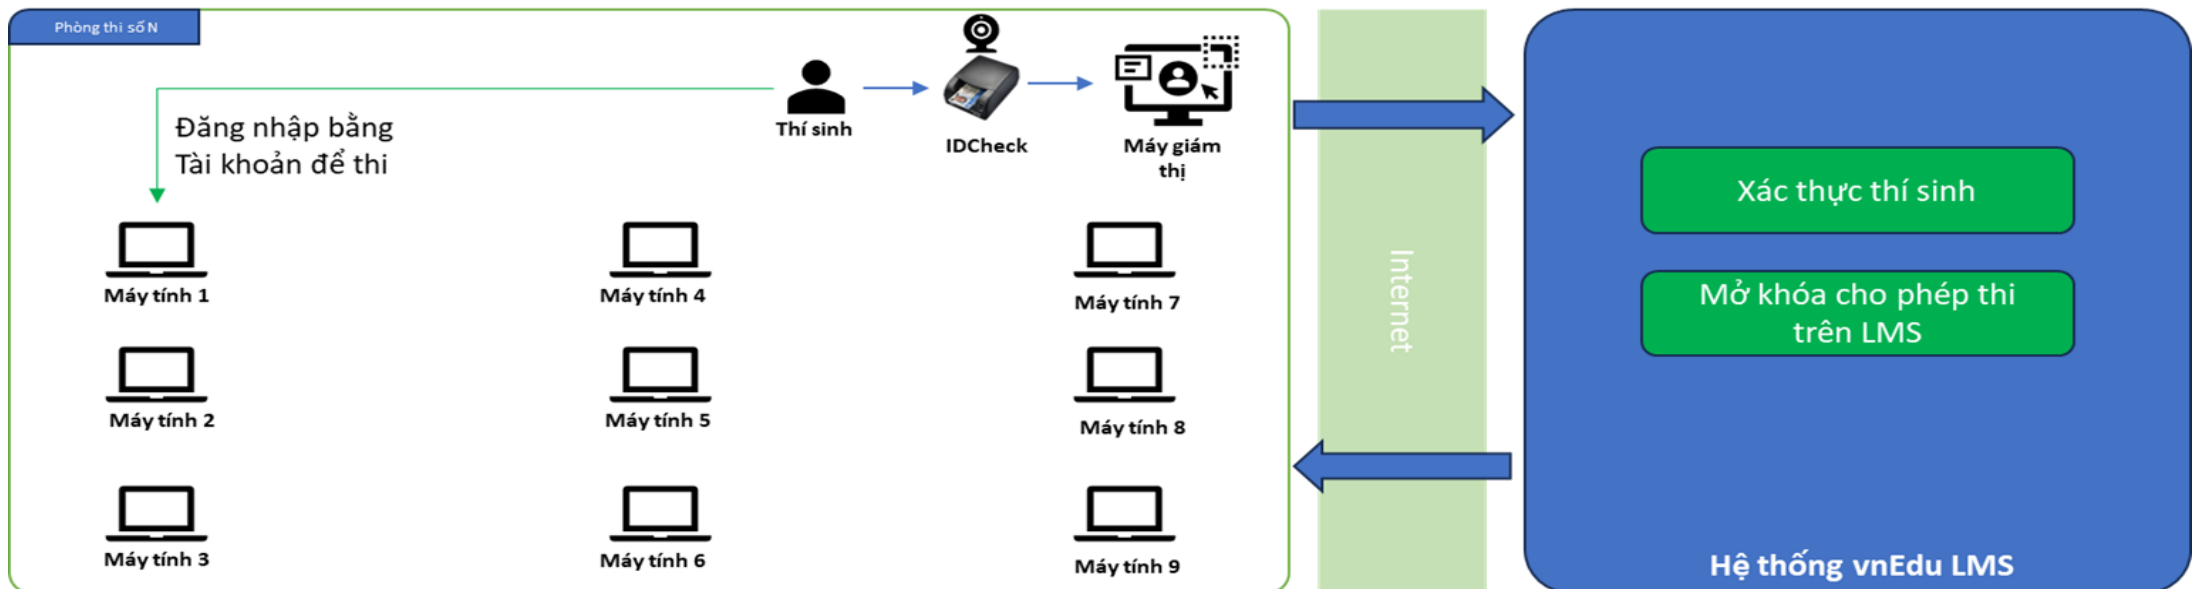 Phòng thi số N
Đăng nhập bằng
Tài khoản để thi
Thí sinh
IDCheck
Máy giám
thị
Máy tính 1
Máy tính 4
Máy tính 7
Máy tính 2
Máy tính 5
Máy tính 8
Máy tính 3
Máy tính 6
Máy tính 9
Internet
Xác thực thí sinh
Mở khóa cho phép thi
trên LMS
Hệ thống vnEdu LMS